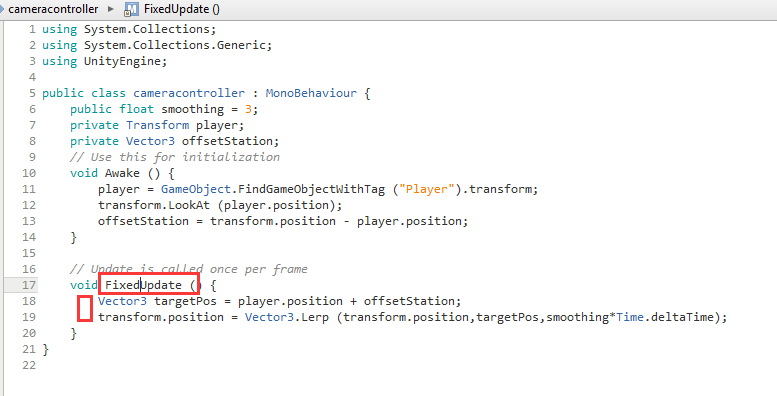 cameracontroller ▸ M FixedUpdate ()
1 using System.Collections;
2 using System.Collections.Generic;
3 using UnityEngine;
4
5 public class cameracontroller : MonoBehaviour {
6 public float smoothing = 3;
7 private Transform player;
8 private Vector3 offsetStation;
9 // Use this for initialization
10 void Awake () {
11 player = GameObject.FindGameObjectWithTag ("Player").transform;
12 transform.LookAt (player.position);
13 offsetStation = transform.position - player.position;
14 }
15
16 // Update is called once per frame
17 void FixedUpdate () {
18 Vector3 targetPos = player.position + offsetStation;
19 transform.position = Vector3.Lerp (transform.position,targetPos,smoothing*Time.deltaTime);
20 }
21 }
22